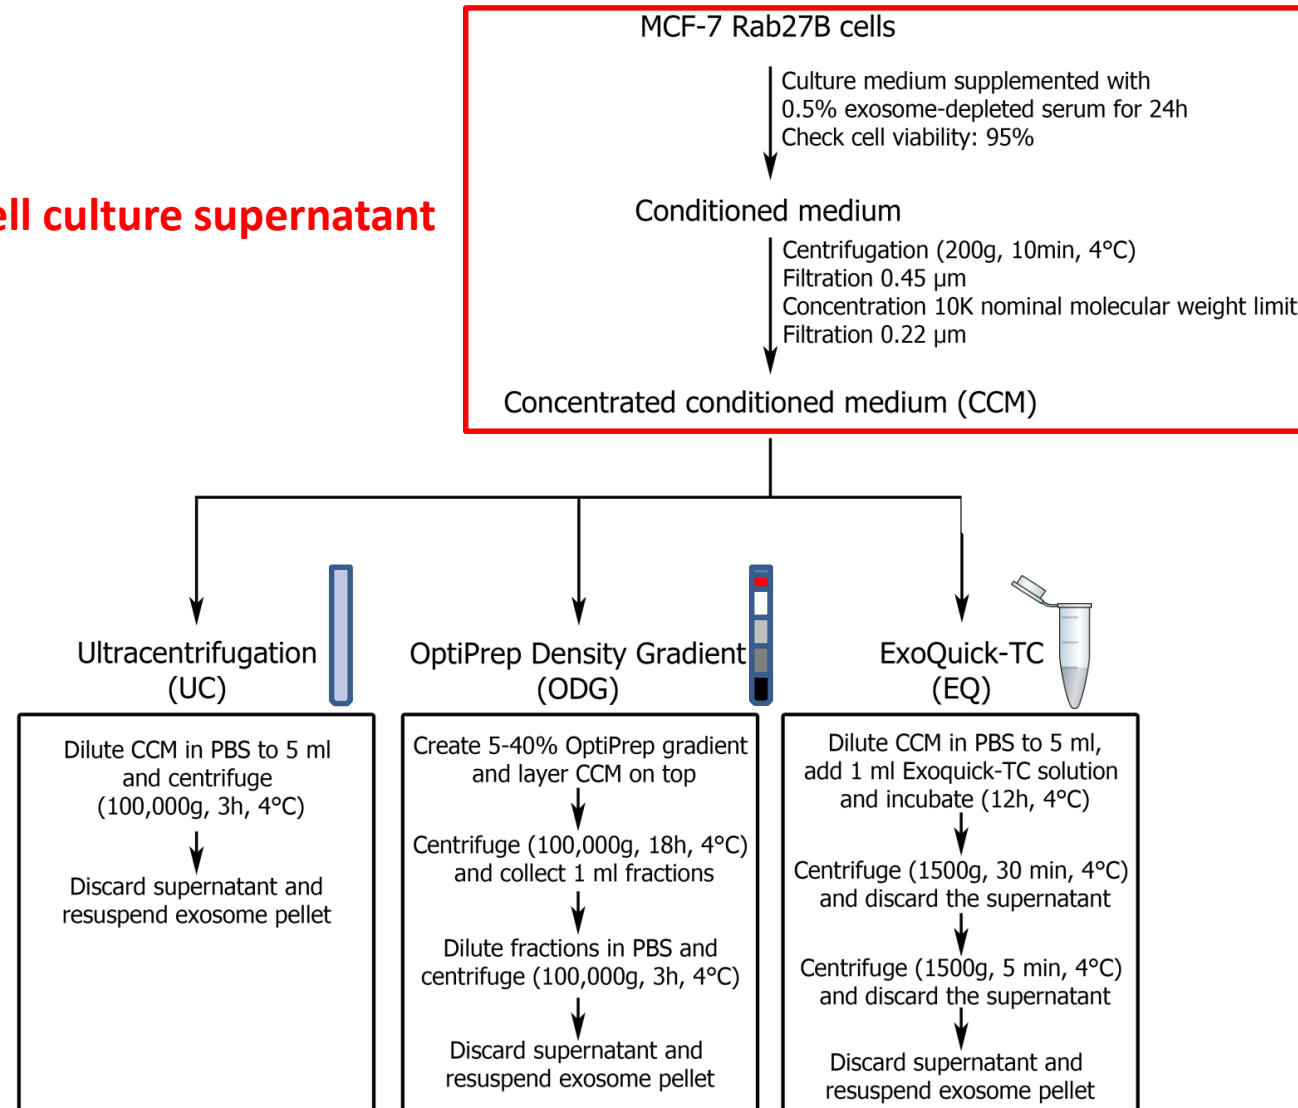 MCF-7 Rab27B cells
Culture medium supplemented with
0.5% exosome-depleted serum for 24h
Check cell viability: 95%
ell culture supernatant
Conditioned medium
Centrifugation (200g, 10min, 4°C)
Filtration 0.45 µm
Concentration 10K nominal molecular weight limit
Filtration 0.22 µm
Concentrated conditioned medium (CCM)
Ultracentrifugation
(UC)
Dilute CCM in PBS to 5 ml
and centrifuge
(100,000g, 3h, 4°C)
Discard supernatant and
resuspend exosome pellet
OptiPrep Density Gradient
(ODG)
Create 5-40% OptiPrep gradient
and layer CCM on top
Centrifuge (100,000g, 18h, 4°C)
and collect 1 ml fractions
Dilute fractions in PBS and
centrifuge (100,000g, 3h, 4°C)
Discard supernatant and
resuspend exosome pellet
ExoQuick-TC
(EQ)
Dilute CCM in PBS to 5 ml,
add 1 ml Exoquick-TC solution
and incubate (12h, 4°C)
Centrifuge (1500g, 30 min, 4°C)
and discard the supernatant
Centrifuge (1500g, 5 min, 4°C)
and discard the supernatant
Discard supernatant and
resuspend exosome pellet